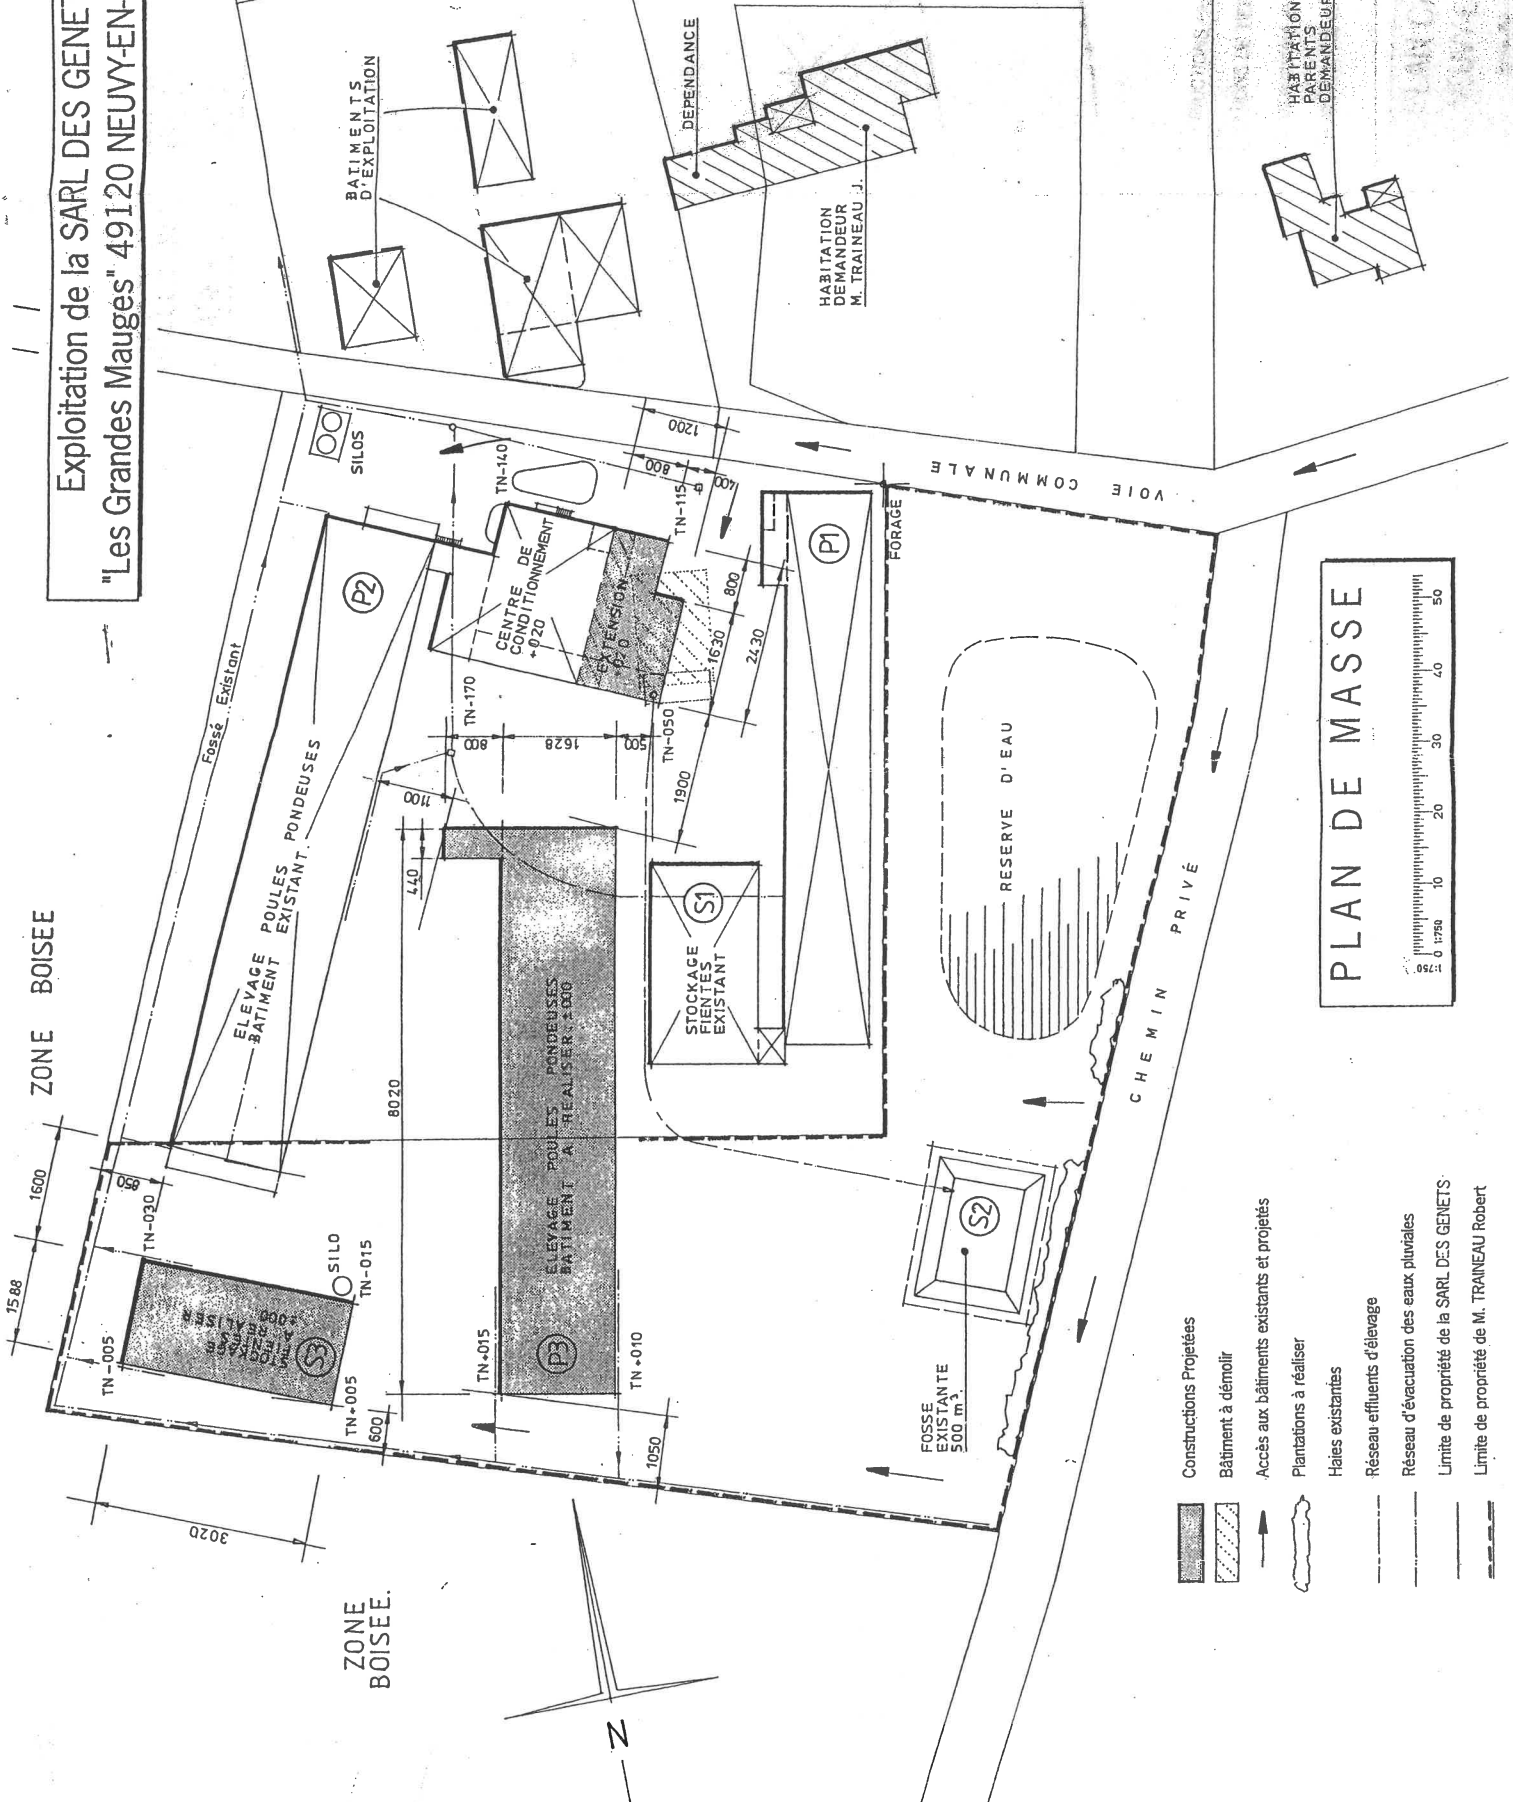 Exploitation de la SARL DES GENET
"Les Grandes Mauges" 49120 NEUVY-EN-
ZONE BOISEE
ZONE
BOISEE.
Fossé Existant
SILOS
BATIMENTS
D'EXPLOITATION
DEPENDANCE
HABITATION
DEMANDEUR
M. TRAINEAU J.
HABITATION
PARENTS
DEMANDEUR
P2
ELEVAGE POULES PONDEUSES
BATIMENT EXISTANT.
CENTRE DE
CONDITIONNEMENT
+020
EXTENSION
TN-140
TN-115
TN-170
TN-050
1200
800
400
800
1630
2430
1900
800
1628
500
1100
440
8020
P1
FORAGE
VOIE COMMUNALE
S1
STOCKAGE
FIENTES
EXISTANT
ELEVAGE POULES PONDEUSES
BATIMENT A REALISER: ±000
P3
TN+015
TN+010
1050
600
STOCKAGE
FIENTES
A REALISER
±000
S3
SILO
TN-015
TN-030
TN-005
TN+005
850
1600
1588
3020
RESERVE D'EAU
CHEMIN PRIVÉ
S2
FOSSE
EXISTANTE
500 m³.
N
PLAN DE MASSE
1:750
0 1:750 10 20 30 40 50
Constructions Projetées
Bâtiment à démolir
Accès aux bâtiments existants et projetés
Plantations à réaliser
Haies existantes
Réseau effluents d'élevage
Réseau d'évacuation des eaux pluviales
Limite de propriété de la SARL DES GENETS
Limite de propriété de M. TRAINEAU Robert